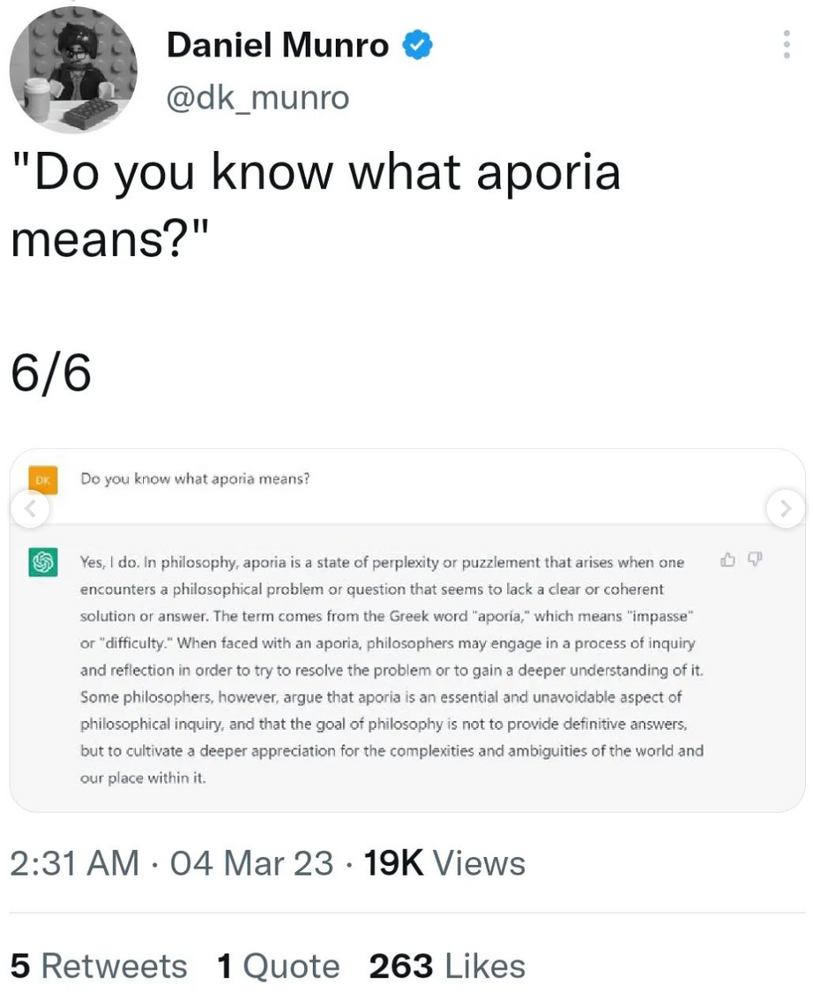 Daniel Munro
@dk_munro
"Do you know what aporia
means?"
6/6
DK
Do you know what aporia means?
Yes, I do. In philosophy, aporia is a state of perplexity or puzzlement that arises when one
encounters a philosophical problem or question that seems to lack a clear or coherent
solution or answer. The term comes from the Greek word "aporía," which means "impasse"
or "difficulty." When faced with an aporia, philosophers may engage in a process of inquiry
and reflection in order to try to resolve the problem or to gain a deeper understanding of it.
Some philosophers, however, argue that aporia is an essential and unavoidable aspect of
philosophical inquiry, and that the goal of philosophy is not to provide definitive answers,
but to cultivate a deeper appreciation for the complexities and ambiguities of the world and
our place within it.
2:31 AM · 04 Mar 23 · 19K Views
5 Retweets 1 Quote 263 Likes